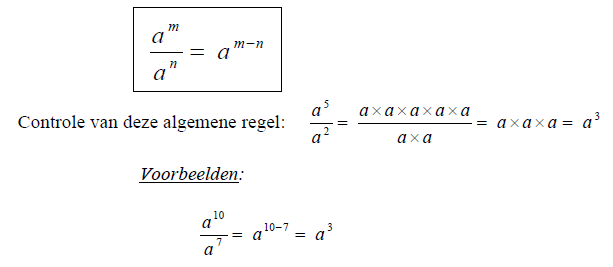 a^m / a^n = a^(m−n)
Controle van deze algemene regel: a^5 / a^2 = a×a×a×a×a / a×a = a×a×a = a^3
Voorbeelden:
a^10 / a^7 = a^(10−7) = a^3